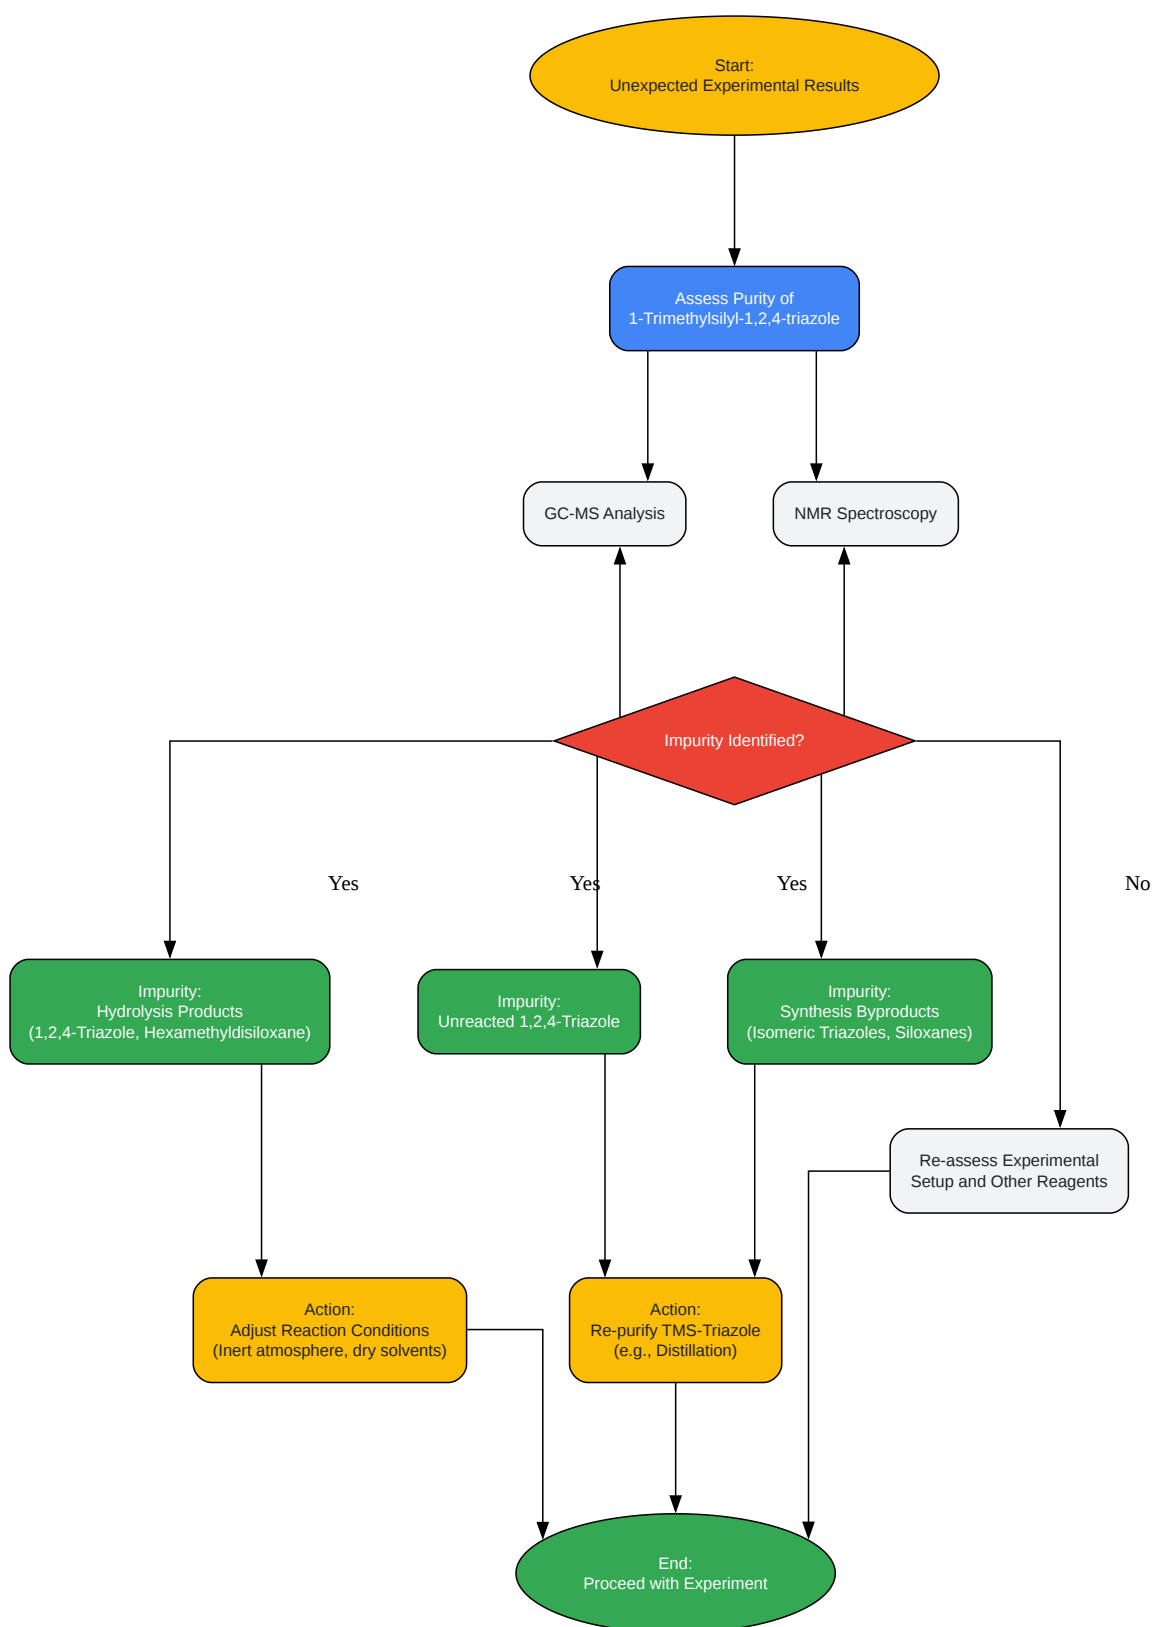 Start:
Unexpected Experimental Results
Assess Purity of
1-Trimethylsilyl-1,2,4-triazole
GC-MS Analysis
NMR Spectroscopy
Impurity Identified?
Yes
Yes
Yes
No
Impurity:
Hydrolysis Products
(1,2,4-Triazole, Hexamethyldisiloxane)
Impurity:
Unreacted 1,2,4-Triazole
Impurity:
Synthesis Byproducts
(Isomeric Triazoles, Siloxanes)
Re-assess Experimental
Setup and Other Reagents
Action:
Adjust Reaction Conditions
(Inert atmosphere, dry solvents)
Action:
Re-purify TMS-Triazole
(e.g., Distillation)
End:
Proceed with Experiment